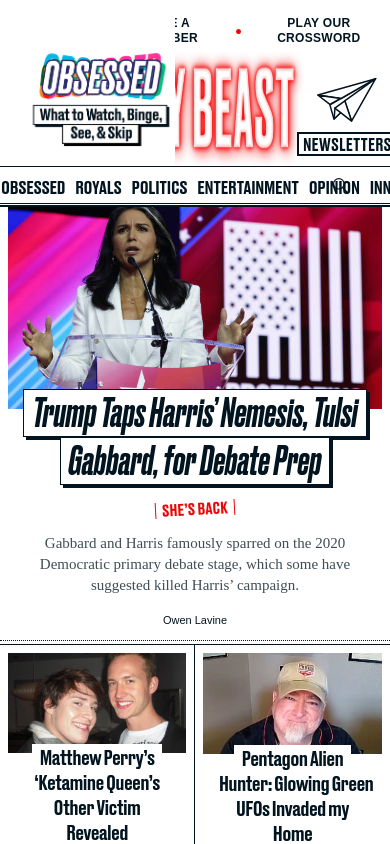 E A
BER
PLAY OUR
CROSSWORD
OBSESSED
What to Watch, Binge,
See, & Skip
Y BEAST
NEWSLETTERS
OBSESSED ROYALS POLITICS ENTERTAINMENT OPINION INN
Trump Taps Harris’ Nemesis, Tulsi
Gabbard, for Debate Prep
SHE’S BACK
Gabbard and Harris famously sparred on the 2020
Democratic presidential debate stage, which some have
suggested killed Harris’ campaign.
Owen Lavine
Matthew Perry’s
‘Ketamine Queen’s
Other Victim
Revealed
Pentagon Alien
Hunter: Glowing Green
UFOs Invaded my
Home